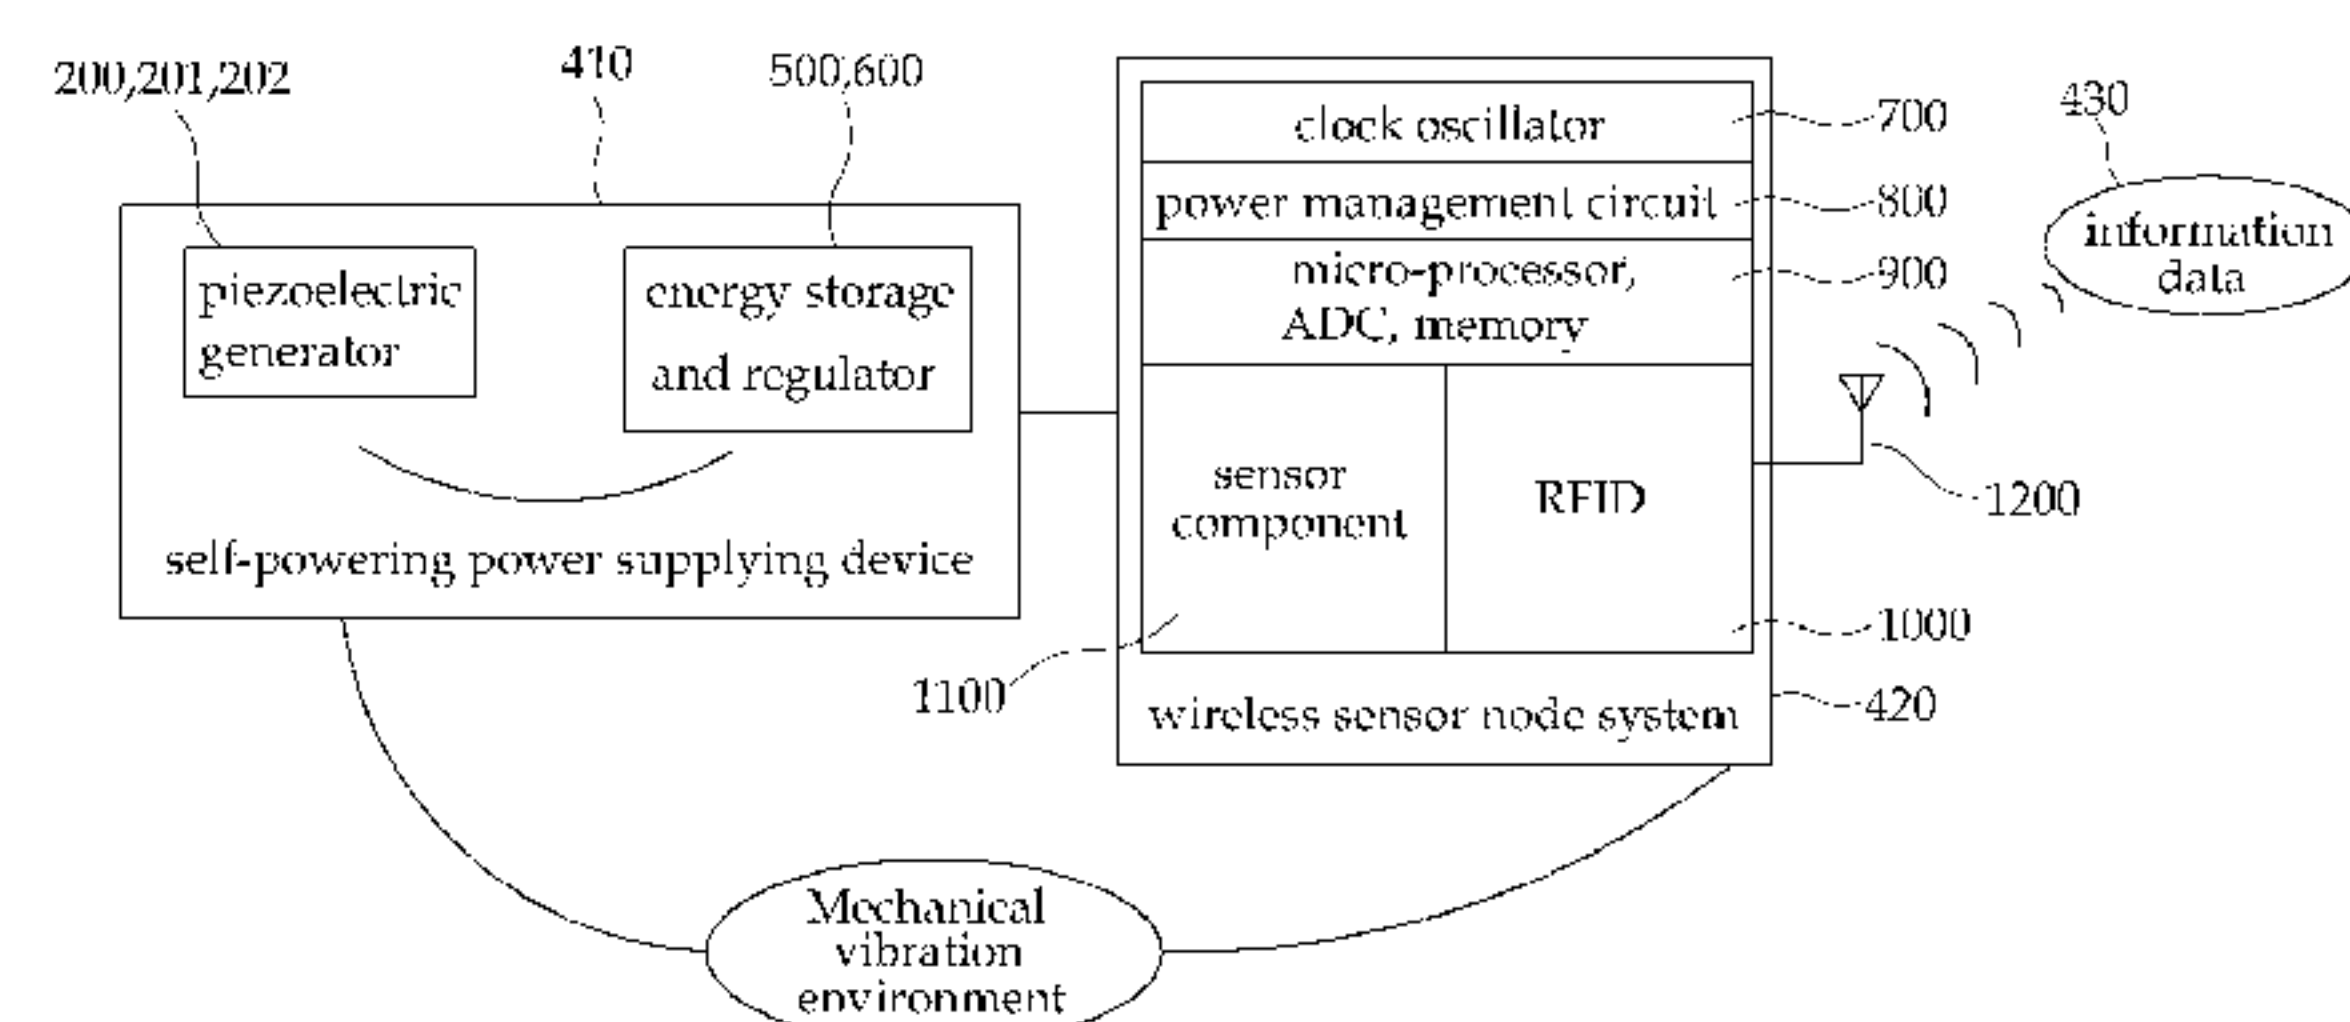 200,201,202
410
500,600
piezoelectric
generator
energy storage
and regulator
self-powering power supplying device
clock oscillator
700
power management circuit
800
micro-processor,
ADC, memory
900
sensor
component
RFID
1000
1100
wireless sensor node system
420
430
information
data
1200
Mechanical
vibration
environment